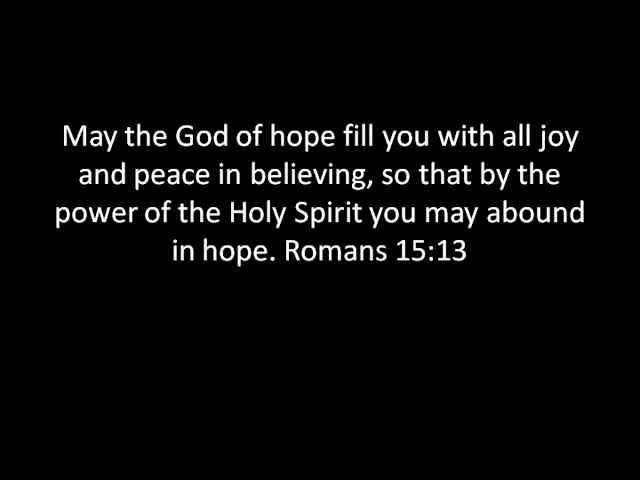 May the God of hope fill you with all joy
and peace in believing, so that by the
power of the Holy Spirit you may abound
in hope. Romans 15:13